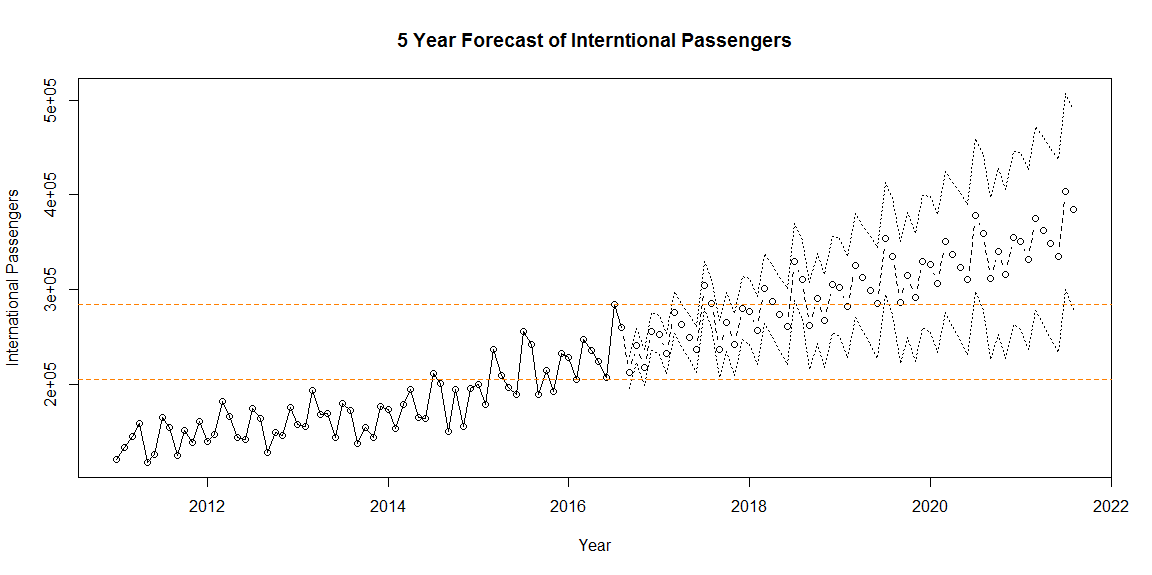 5 Year Forecast of Interntional Passengers
International Passengers
5e+05
4e+05
3e+05
2e+05
2012
2014
2016
2018
2020
2022
Year